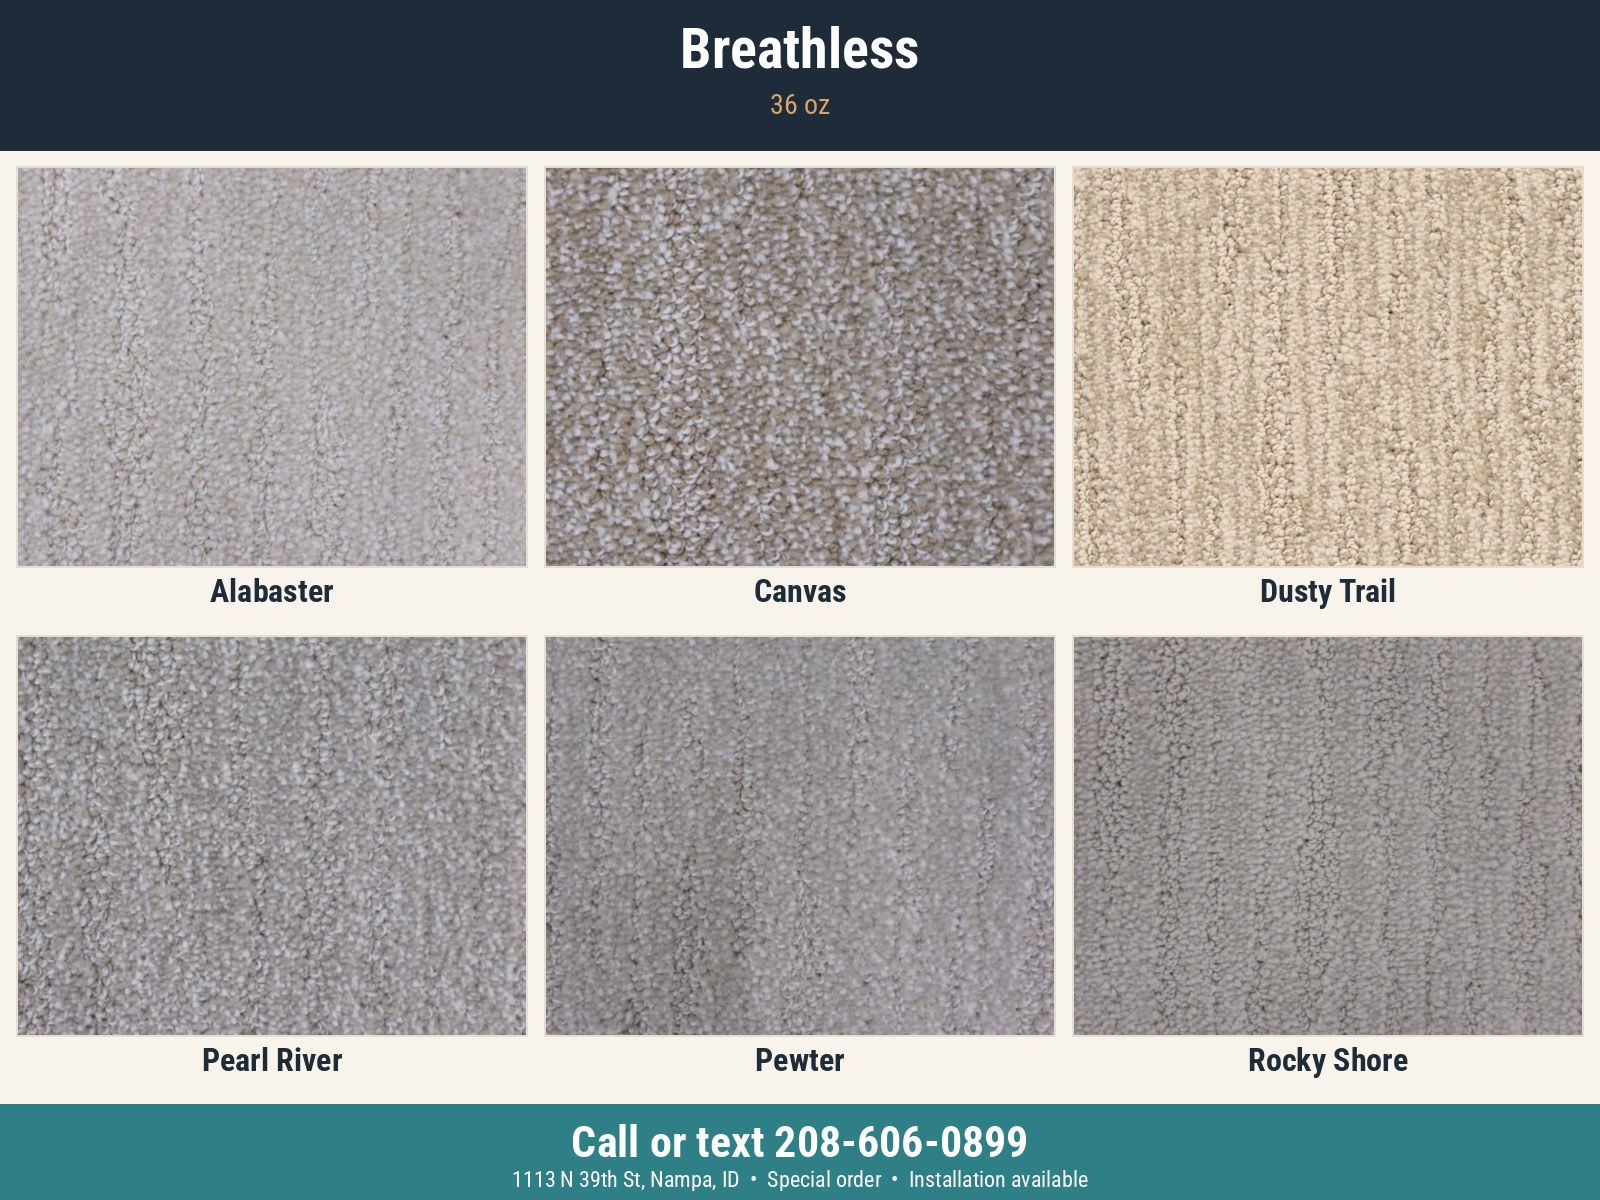 Breathless
36 oz
Alabaster
Canvas
Dusty Trail
Pearl River
Pewter
Rocky Shore
Call or text 208-606-0899
1113 N 39th St, Nampa, ID • Special order • Installation available